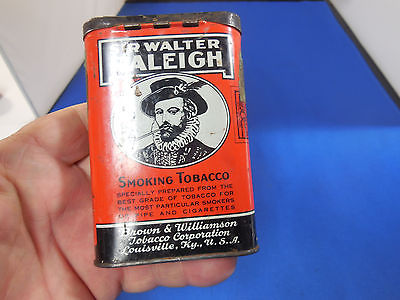 SIR WALTER
RALEIGH
SMOKING TOBACCO
SPECIALLY PREPARED FROM THE
BEST GRADE OF TOBACCO FOR
THE MOST PARTICULAR SMOKERS
OF PIPE AND CIGARETTES
Brown & Williamson
Tobacco Corporation
Louisville, Ky., U.S.A.